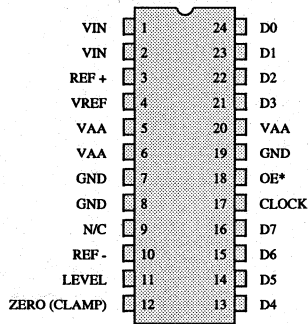 VIN 1 24 D0
VIN 2 23 D1
REF + 3 22 D2
VREF 4 21 D3
VAA 5 20 VAA
VAA 6 19 GND
GND 7 18 OE*
GND 8 17 CLOCK
N/C 9 16 D7
REF - 10 15 D6
LEVEL 11 14 D5
ZERO (CLAMP) 12 13 D4